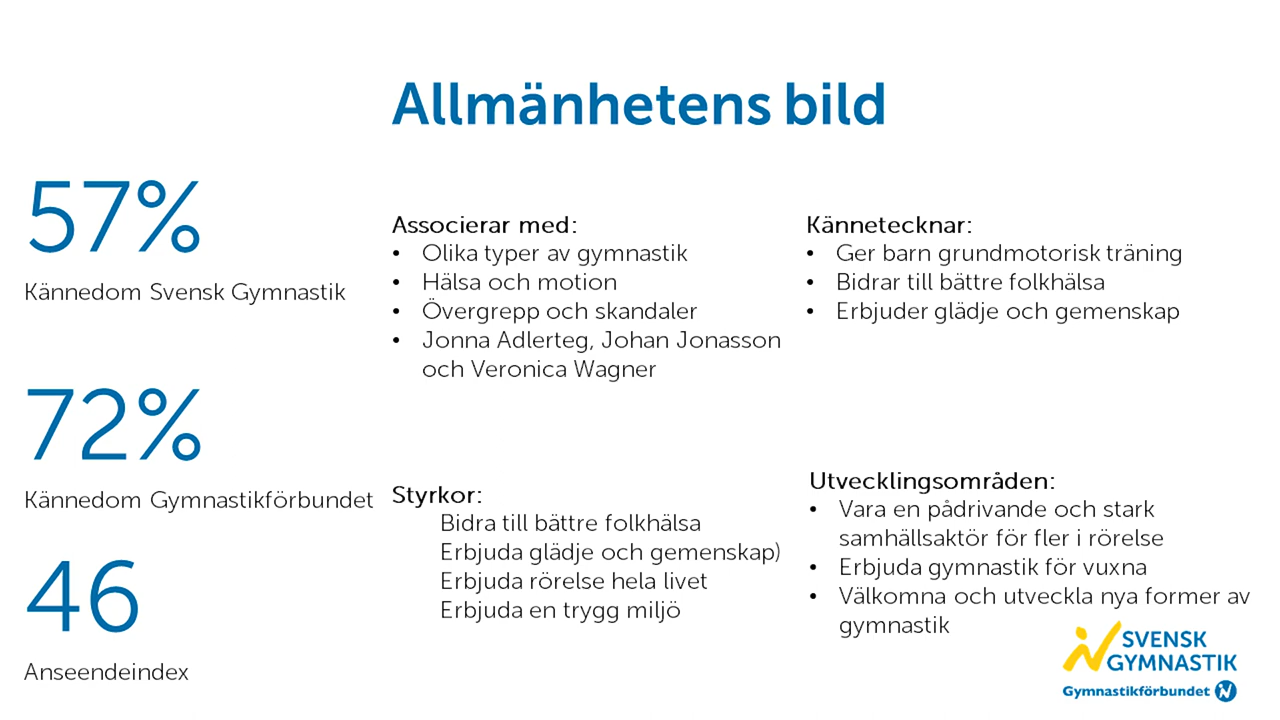 Allmänhetens bild
57%
Kännedom Svensk Gymnastik
72%
Kännedom Gymnastikförbundet
46
Anseendeindex
Associerar med:
• Olika typer av gymnastik
• Hälsa och motion
• Övergrepp och skandaler
• Jonna Adlerteg, Johan Jonasson
och Veronica Wagner
Kännetecknar:
• Ger barn grundmotorisk träning
• Bidrar till bättre folkhälsa
• Erbjuder glädje och gemenskap
Styrkor:
Bidra till bättre folkhälsa
Erbjuda glädje och gemenskap)
Erbjuda rörelse hela livet
Erbjuda en trygg miljö
Utvecklingsområden:
• Vara en pådrivande och stark
samhällsaktör för fler i rörelse
• Erbjuda gymnastik för vuxna
• Välkomna och utveckla nya former av
gymnastik
SVENSK
GYMNASTIK
Gymnastikförbundet